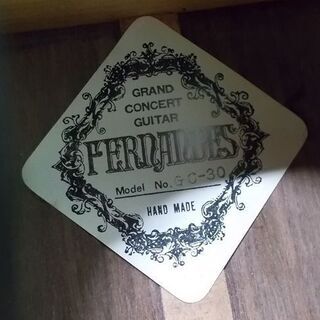 GRAND
CONCERT
GUITAR
FERNANDES
Model No. GC-30
HAND MADE